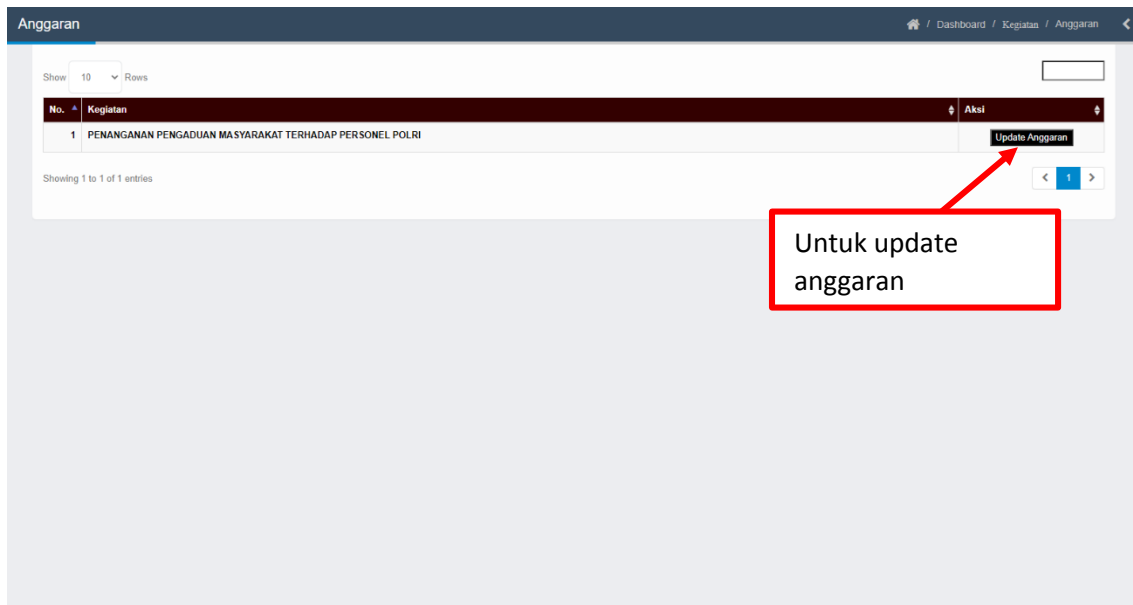 Anggaran
/ Dashboard / Kegiatan / Anggaran
Show 10 Rows
No. Kegiatan Aksi
1 PENANGANAN PENGADUAN MASYARAKAT TERHADAP PERSONEL POLRI Update Anggaran
Showing 1 to 1 of 1 entries
< 1 >
Untuk update
anggaran